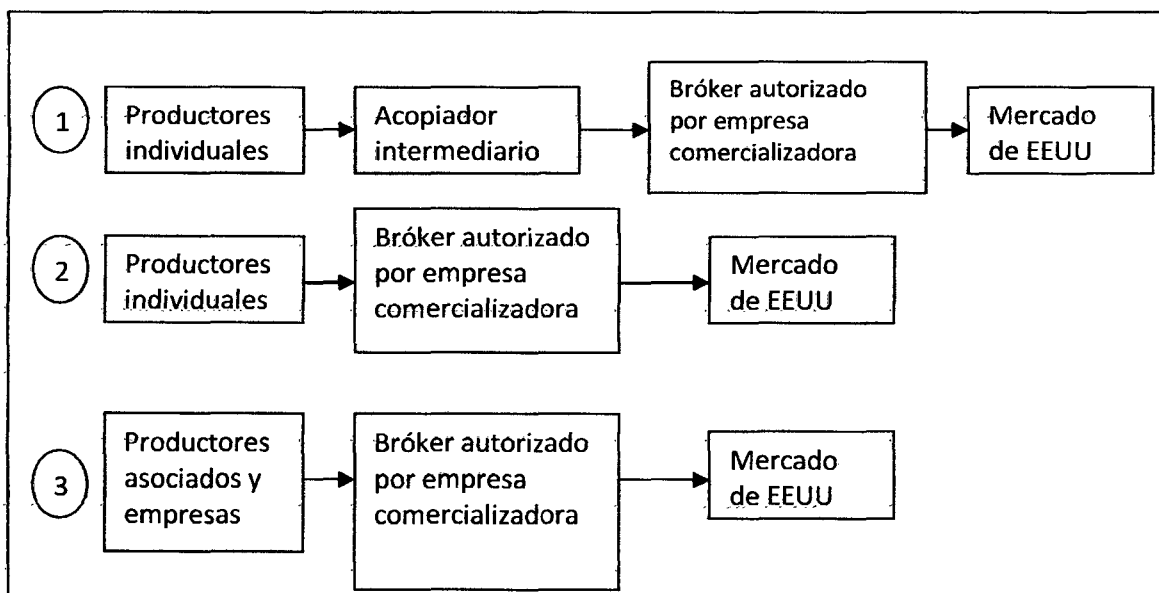 1
Productores
individuales
Acopiador
intermediario
Bróker autorizado
por empresa
comercializadora
Mercado
de EEUU
2
Productores
individuales
Bróker autorizado
por empresa
comercializadora
Mercado
de EEUU
3
Productores
asociados y
empresas
Bróker autorizado
por empresa
comercializadora
Mercado
de EEUU